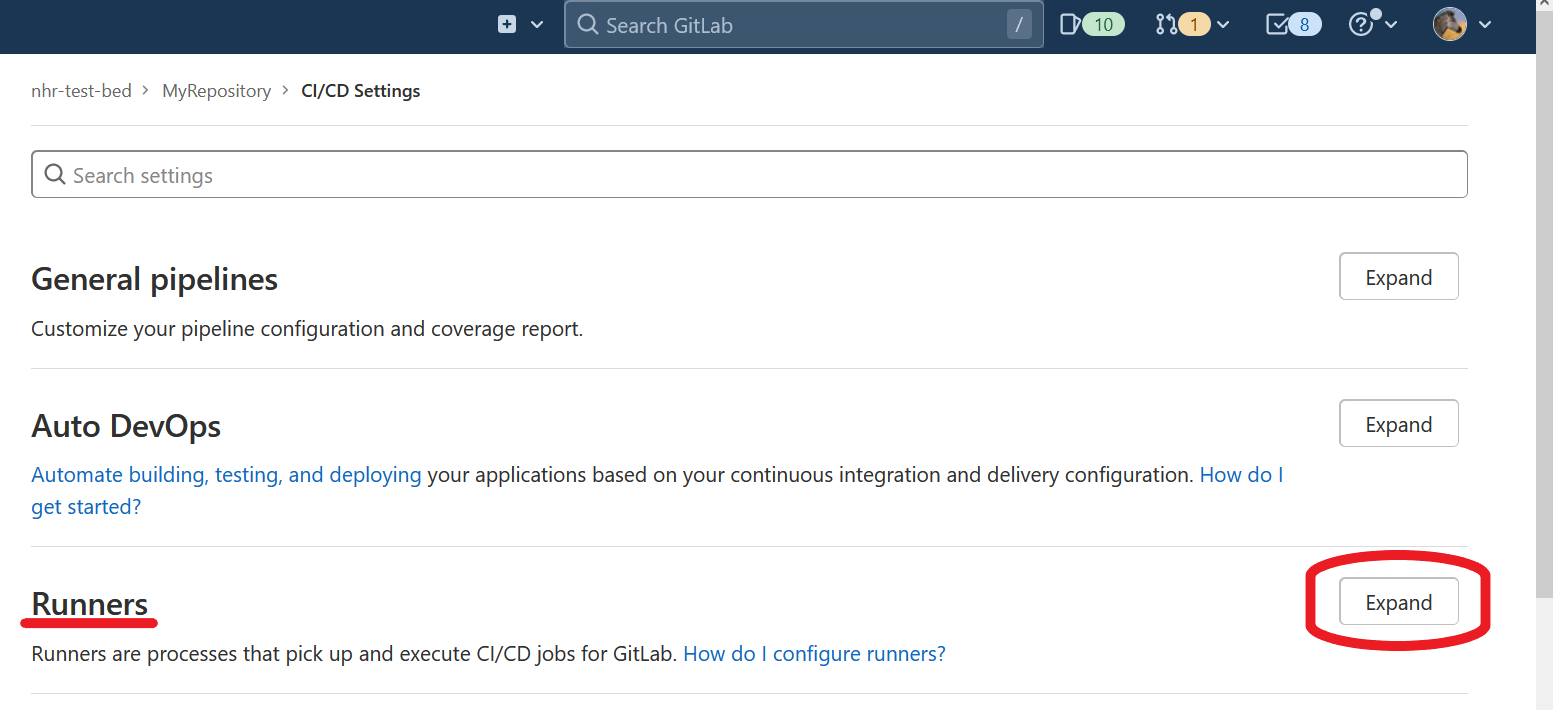 Search GitLab / 10 1 8
nhr-test-bed > MyRepository > CI/CD Settings
Search settings
General pipelines Expand
Customize your pipeline configuration and coverage report.
Auto DevOps Expand
Automate building, testing, and deploying your applications based on your continuous integration and delivery configuration. How do I
get started?
Runners Expand
Runners are processes that pick up and execute CI/CD jobs for GitLab. How do I configure runners?